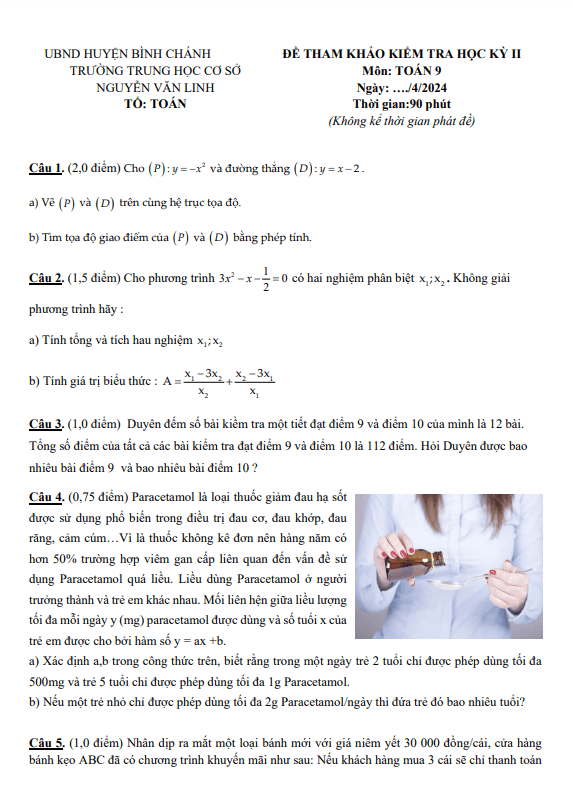 UBND HUYỆN BÌNH CHÁNH
TRƯỜNG TRUNG HỌC CƠ SỞ
NGUYỄN VĂN LINH
TỔ: TOÁN
ĐỀ THAM KHẢO KIỂM TRA HỌC KỲ II
Môn: TOÁN 9
Ngày: …./4/2024
Thời gian:90 phút
(Không kể thời gian phát đề)
Câu 1. (2,0 điểm) Cho (P): y = −x² và đường thẳng (D): y = x − 2.
a) Vẽ (P) và (D) trên cùng hệ trục tọa độ.
b) Tìm tọa độ giao điểm của (P) và (D) bằng phép tính.
Câu 2. (1,5 điểm) Cho phương trình 3x² − x − 1/2 = 0 có hai nghiệm phân biệt x₁; x₂. Không giải
phương trình hãy :
a) Tính tổng và tích hau nghiệm x₁; x₂
b) Tính giá trị biểu thức : A = (x₁ − 3x₂)/x₂ + (x₂ − 3x₁)/x₁
Câu 3. (1,0 điểm) Duyên đếm số bài kiểm tra một tiết đạt điểm 9 và điểm 10 của mình là 12 bài.
Tổng số điểm của tất cả các bài kiểm tra đạt điểm 9 và điểm 10 là 112 điểm. Hỏi Duyên được bao
nhiêu bài điểm 9 và bao nhiêu bài điểm 10 ?
Câu 4. (0,75 điểm) Paracetamol là loại thuốc giảm đau hạ sốt
được sử dụng phổ biến trong điều trị đau cơ, đau khớp, đau
răng, cảm cúm…Vì là thuốc không kê đơn nên hàng năm có
hơn 50% trường hợp viêm gan cấp liên quan đến vấn đề sử
dụng Paracetamol quá liều. Liều dùng Paracetamol ở người
trưởng thành và trẻ em khác nhau. Mối liên hện giữa liều lượng
tối đa mỗi ngày y (mg) paracetamol được dùng và số tuổi x của
trẻ em được cho bởi hàm số y = ax +b.
a) Xác định a,b trong công thức trên, biết rằng trong một ngày trẻ 2 tuổi chỉ được phép dùng tối đa
500mg và trẻ 5 tuổi chỉ được phép dùng tối đa 1g Paracetamol.
b) Nếu một trẻ nhỏ chỉ được phép dùng tối đa 2g Paracetamol/ngày thì đứa trẻ đó bao nhiêu tuổi?
Câu 5. (1,0 điểm) Nhân dịp ra mắt một loại bánh mới với giá niêm yết 30 000 đồng/cái, cửa hàng
bánh kẹo ABC đã có chương trình khuyến mãi như sau: Nếu khách hàng mua 3 cái sẽ chỉ thanh toán